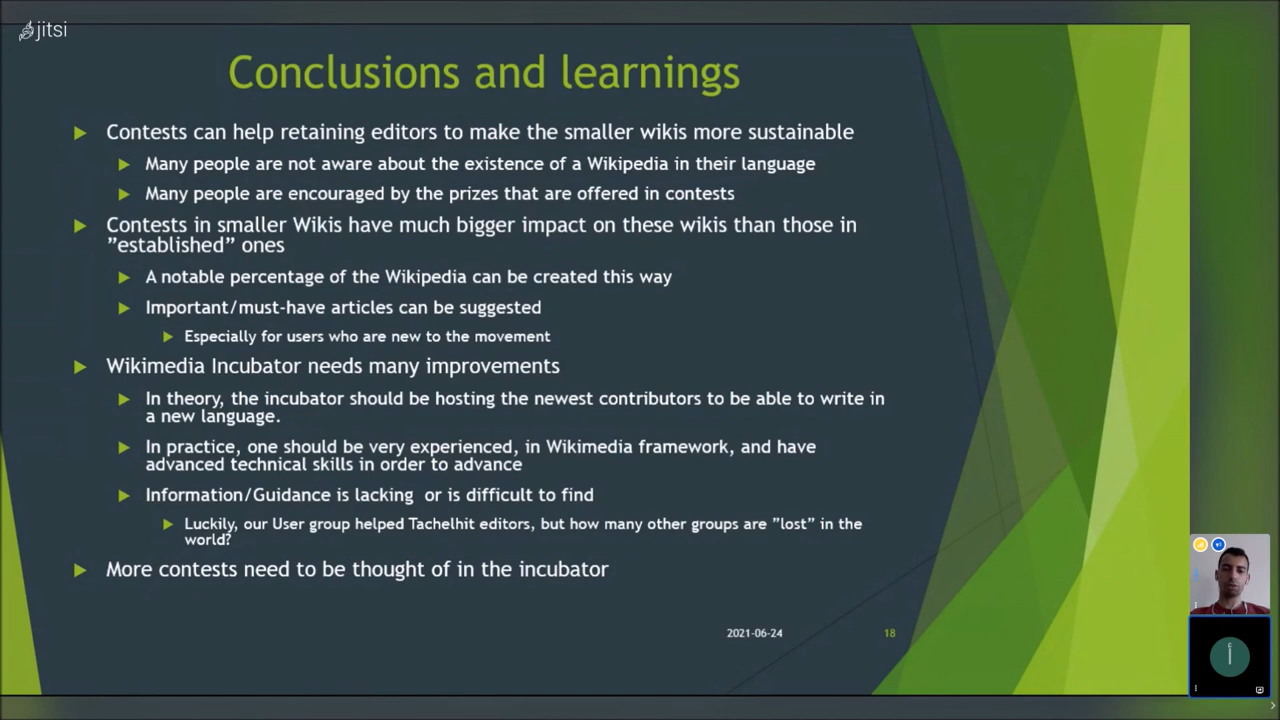 jitsi
Conclusions and learnings
Contests can help retaining editors to make the smaller wikis more sustainable
Many people are not aware about the existence of a Wikipedia in their language
Many people are encouraged by the prizes that are offered in contests
Contests in smaller Wikis have much bigger impact on these wikis than those in
”established” ones
A notable percentage of the Wikipedia can be created this way
Important/must-have articles can be suggested
Especially for users who are new to the movement
Wikimedia Incubator needs many improvements
In theory, the incubator should be hosting the newest contributors to be able to write in
a new language.
In practice, one should be very experienced, in Wikimedia framework, and have
advanced technical skills in order to advance
Information/Guidance is lacking or is difficult to find
Luckily, our User group helped Tachelhit editors, but how many other groups are ”lost” in the
world?
More contests need to be thought of in the incubator
2021-06-24
18